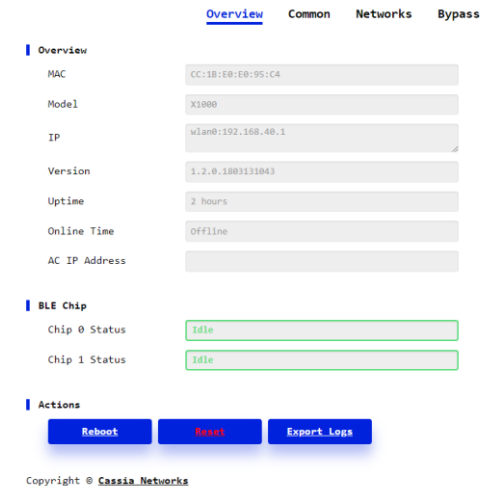 Overview Common Networks Bypass
Overview
MAC CC:1B:E0:E0:95:C4
Model X1000
IP wlan0:192.168.40.1
Version 1.2.0.1803131043
Uptime 2 hours
Online Time Offline
AC IP Address
BLE Chip
Chip 0 Status Idle
Chip 1 Status Idle
Actions
Reboot Reset Export Logs
Copyright © Cassia Networks